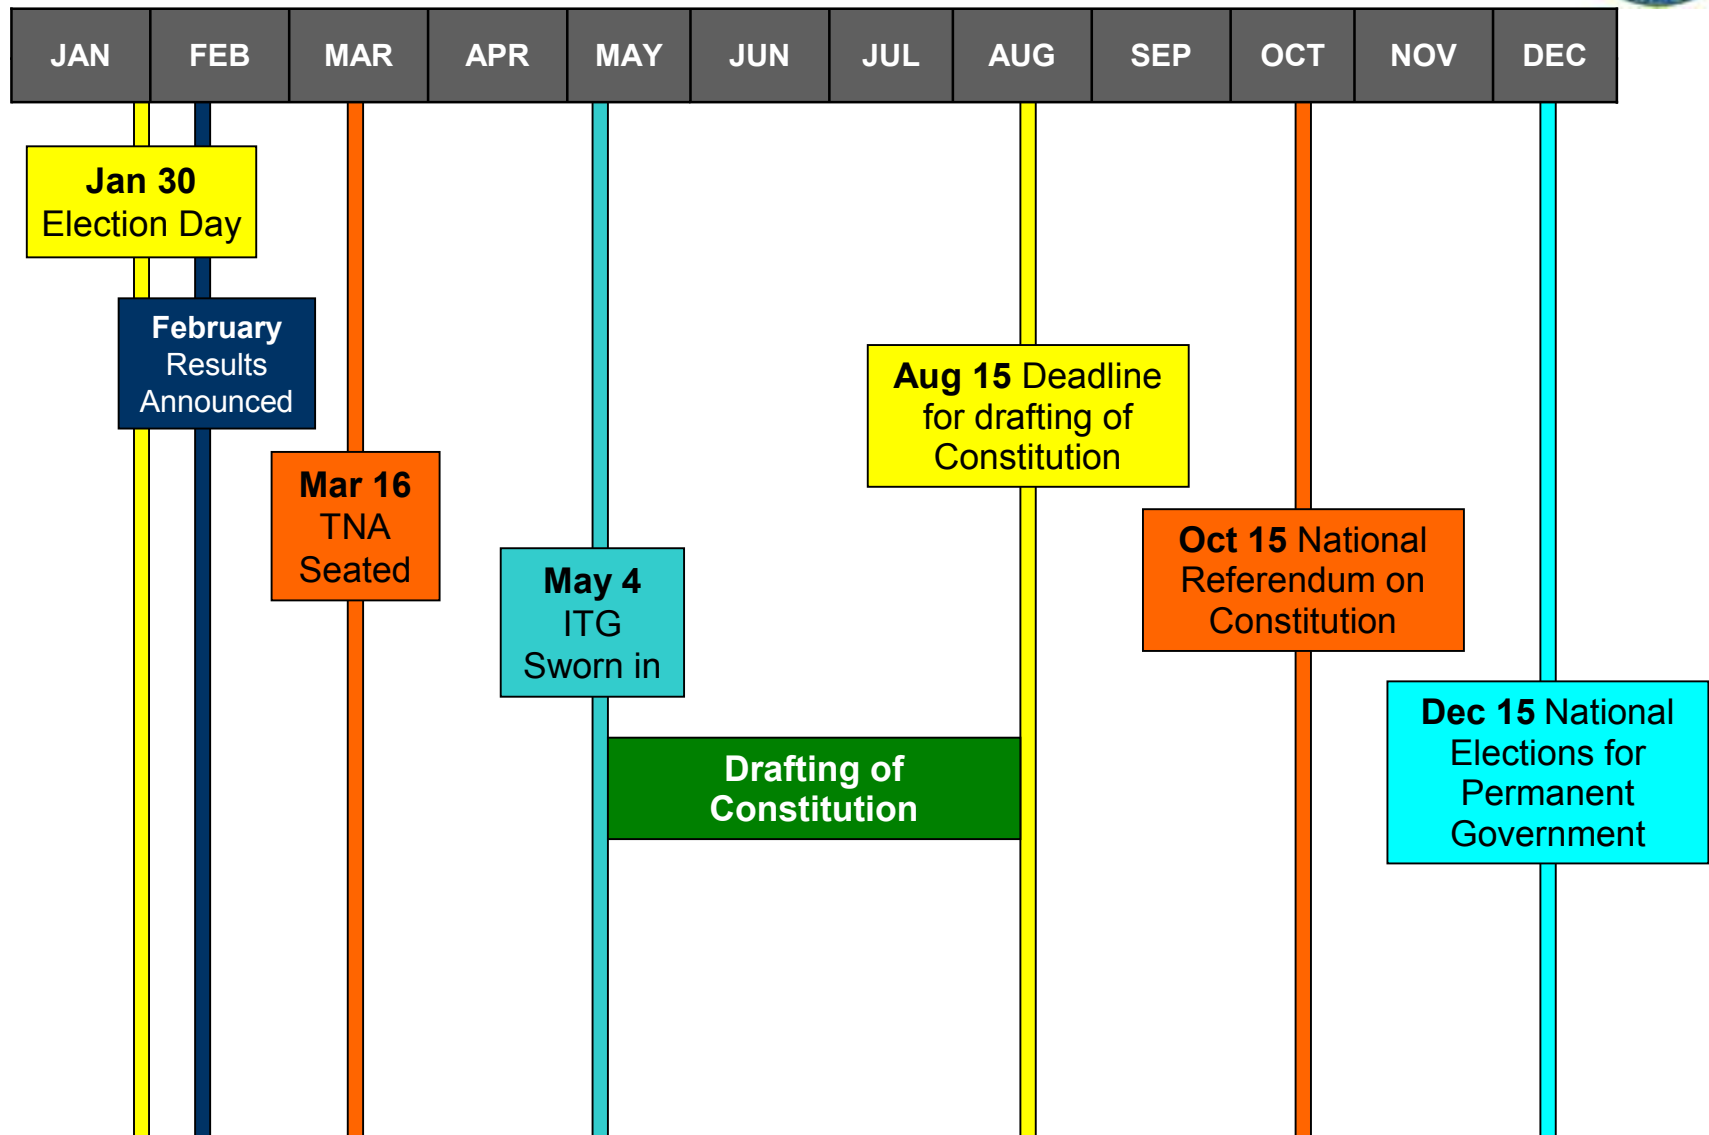 JAN FEB MAR APR MAY JUN JUL AUG SEP OCT NOV DEC
Jan 30
Election Day
February
Results
Announced
Mar 16
TNA
Seated
May 4
ITG
Sworn in
Drafting of
Constitution
Aug 15 Deadline
for drafting of
Constitution
Oct 15 National
Referendum on
Constitution
Dec 15 National
Elections for
Permanent
Government